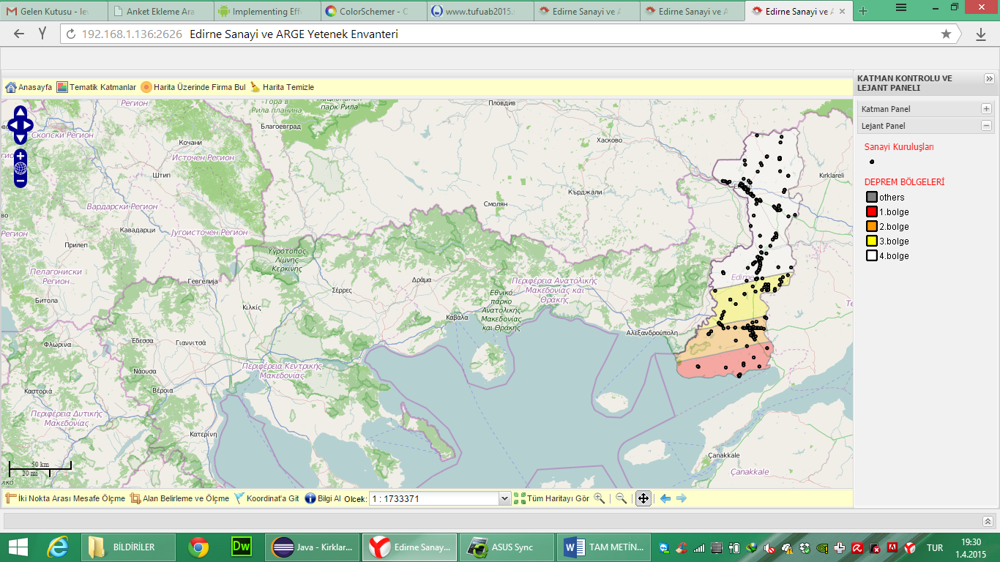 Gelen Kutusu - lev
Anket Ekleme Ara
Implementing Effe
ColorSchemer - C
www.tufuab2015.
Edirne Sanayi ve A
Edirne Sanayi ve A
Edirne Sanayi ve A
192.168.1.136:2626 Edirne Sanayi ve ARGE Yetenek Envanteri
Anasayfa Tematik Katmanlar Harita Üzerinde Firma Bul Harita Temizle
KATMAN KONTROLU VE
LEJANT PANELI
Katman Panel
Lejant Panel
Sanayi Kuruluşları
DEPREM BÖLGELERİ
others
1.bolge
2.bolge
3.bolge
4.bolge
Регион
Рила планина
парк Рила
Пловдив
Благоевград
Скопски Регион
Кочани
Источен Регион
Штип
Хасково
Kırklareli
Вардарски Регион
Смолян
Кърджали
Кавадарци
Југоисточен Регион
Регион
Прилеп
Υγροτοπος
Λίμνης
Κερκίνης
Пелагониски
Регион
Гевгелија
Δράμα
Σέρρες
Περιφέρεια Ανατολικής
Μακεδονίας και
Θράκης
Edirne
Битола
Εθνικό
πάρκο
Ανατολικής
Μακεδονίας
και Θράκης
Κιλκίς
Καβάλα
Αλεξανδρούπολη
Φλώρινα
Έδεσσα
Γιαννιτσά
Περιφέρεια Κεντρικής
Μακεδονίας
Νάουσα
Βέροια
Καστοριά
Περιφέρεια Δυτικής
Μακεδονίας
Κατερίνη
Çanakkale
Çanakkale
50 km
20 mi
İki Nokta Arası Mesafe Ölçme Alan Belirleme ve Ölçme Koordinat'a Git Bilgi Al Olcek: 1 : 1733371 Tüm Haritayı Gör
BİLDİRİLER
Dw
Java - Kirklar...
Edirne Sanay...
ASUS Sync
TAM METİN...
TUR
19:30
1.4.2015